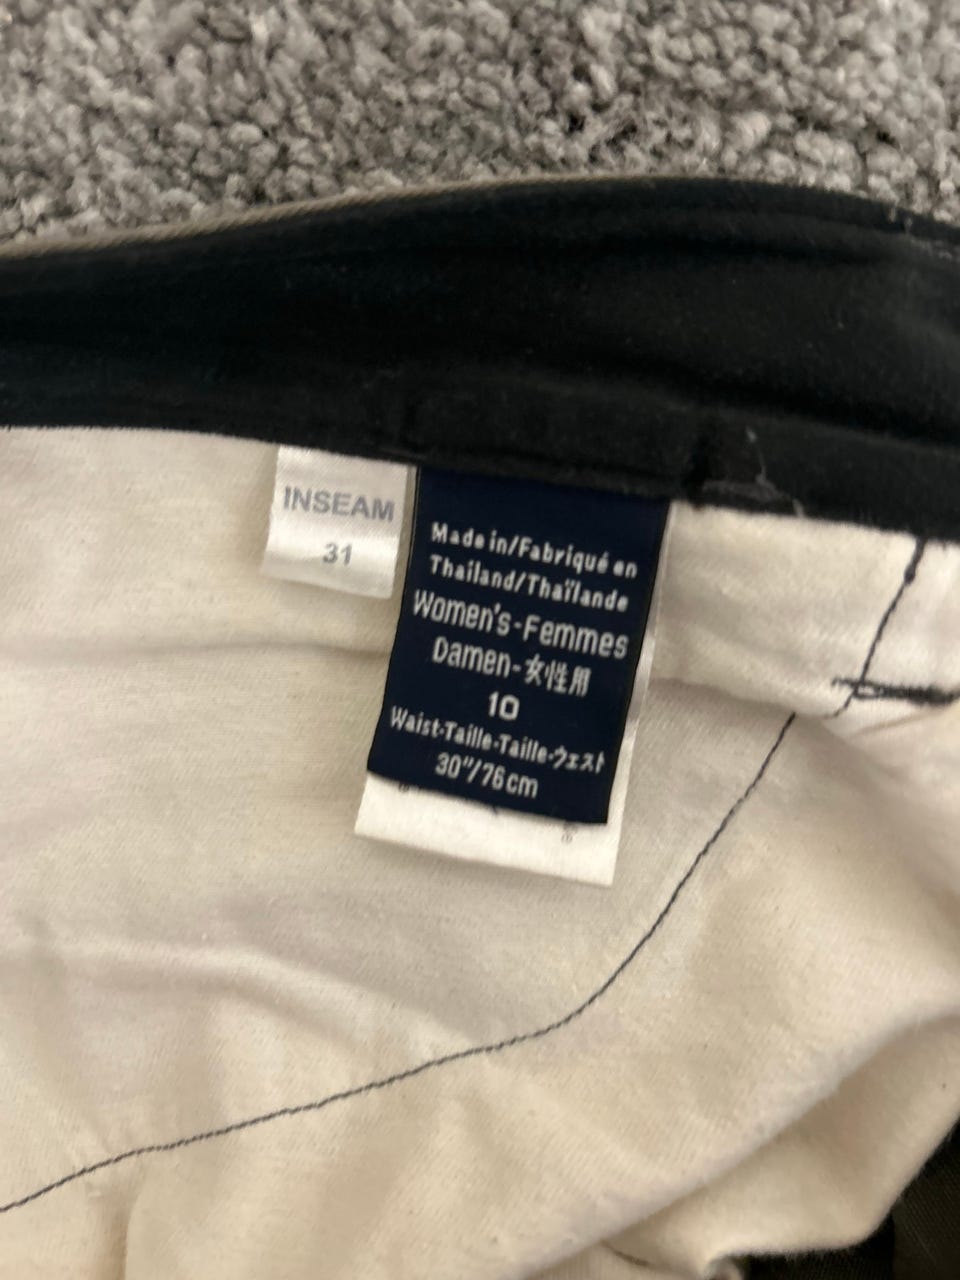 INSEAM
31
Made in/Fabriqué en
Thailand/Thaïlande
Women's-Femmes
Damen-女性用
10
Waist-Taille-Taille-ウェスト
30"/76cm